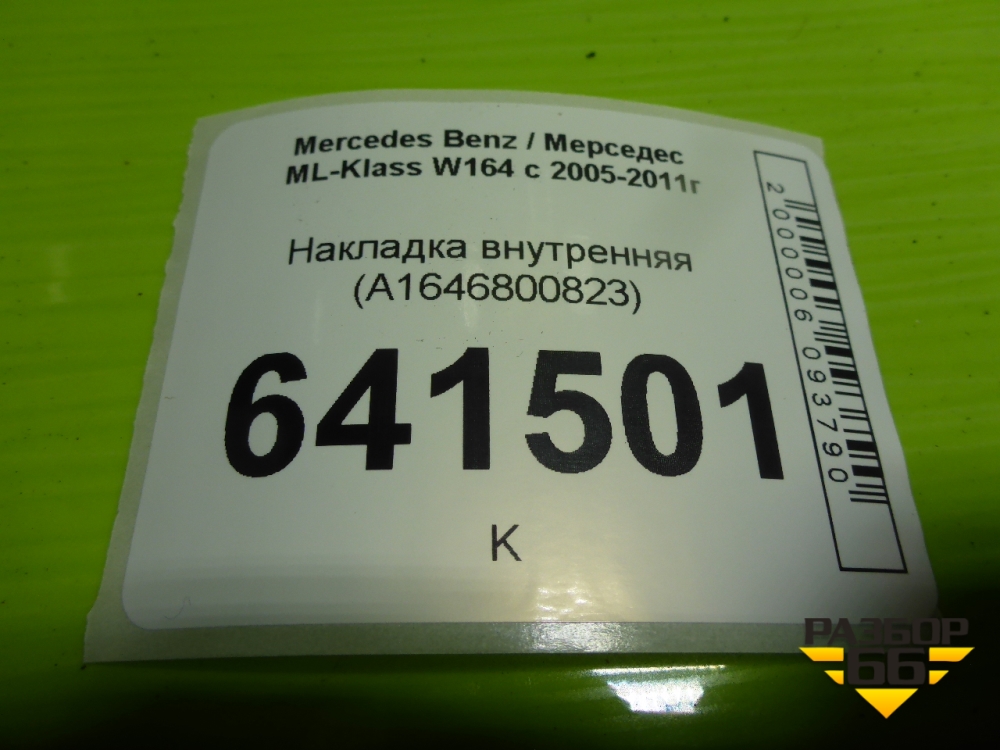 Mercedes Benz / Мерседес
ML-Klass W164 с 2005-2011г
Накладка внутренняя
(A1646800823)
641501
К
2000006093790
РАЗБОР
66